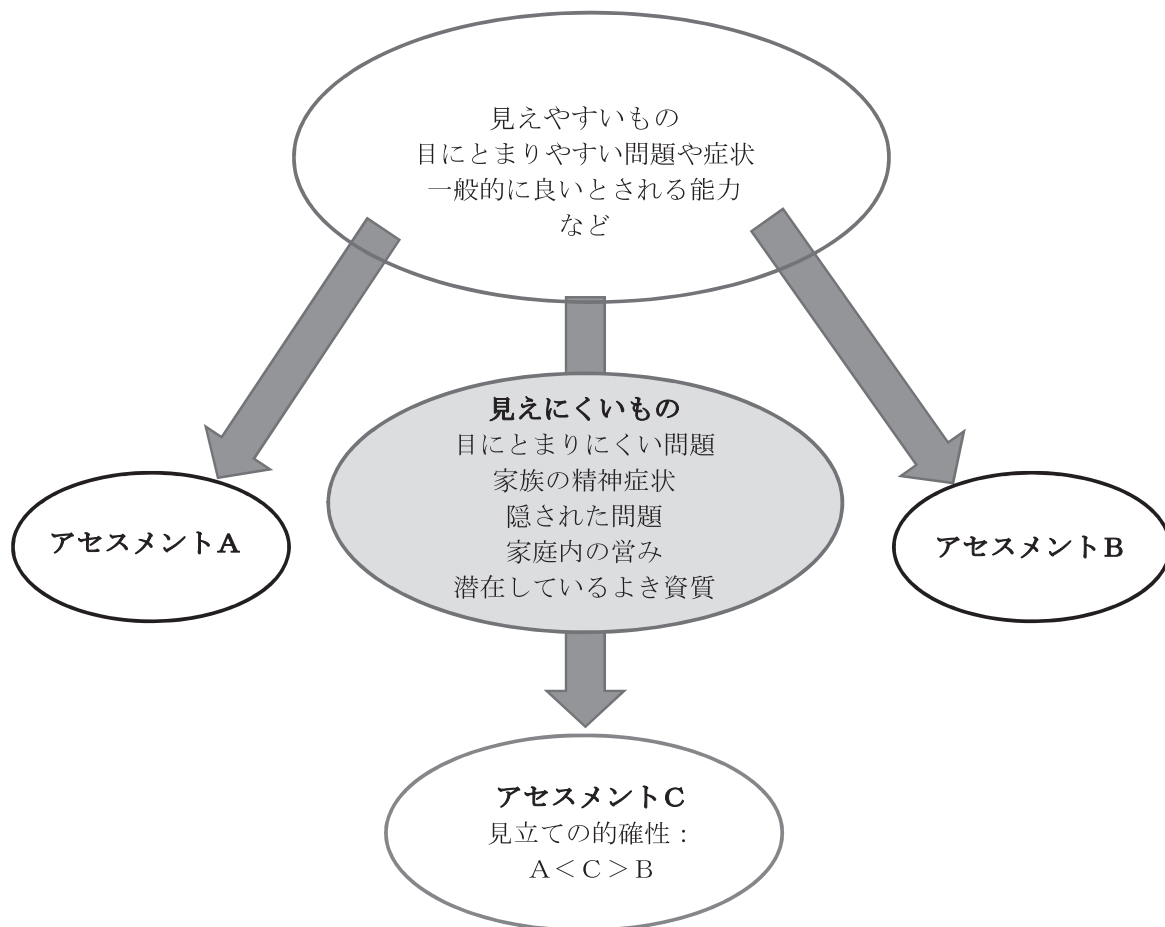 見えやすいもの
目にとまりやすい問題や症状
一般的に良いとされる能力
など
見えにくいもの
目にとまりにくい問題
家族の精神症状
隠された問題
家庭内の営み
潜在しているよき資質
アセスメントA
アセスメントB
アセスメントC
見立ての的確性：
A＜C＞B